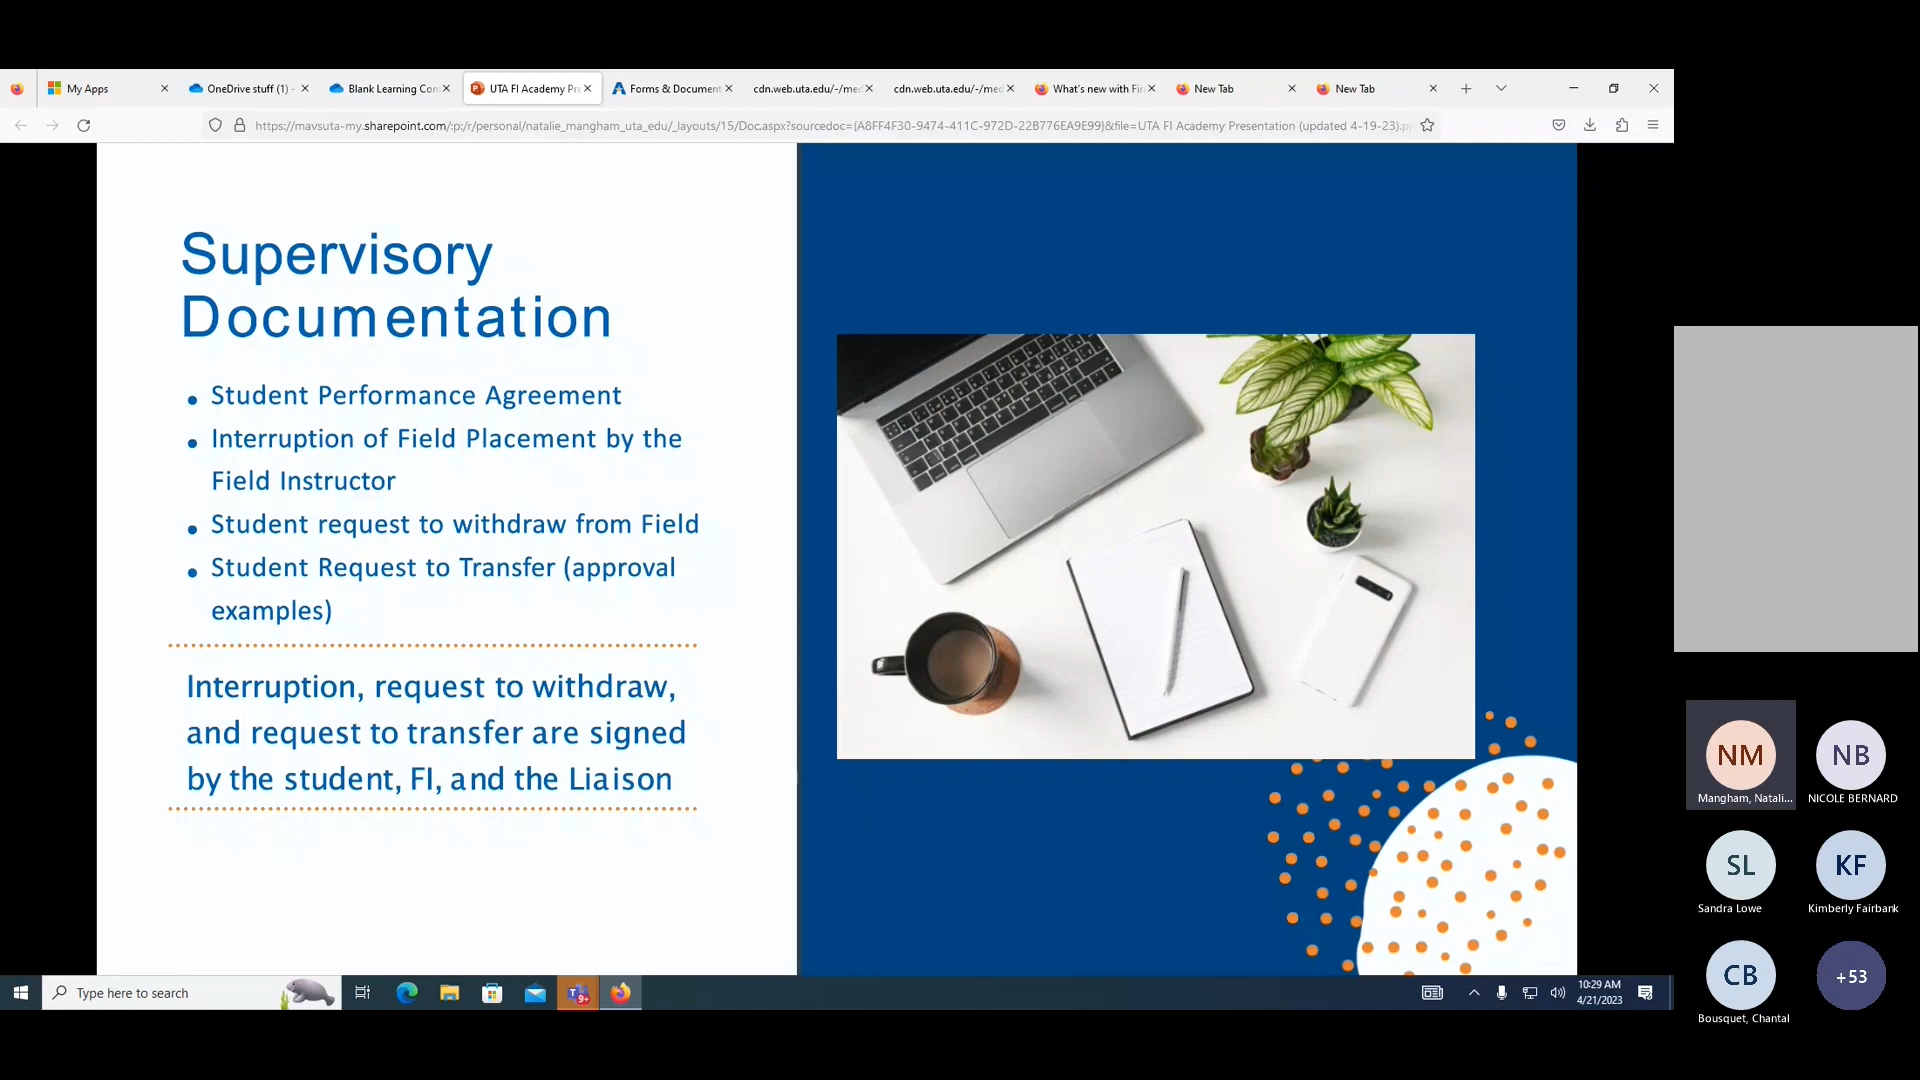 My Apps
OneDrive stuff (1) -
Blank Learning Con
UTA FI Academy Pre
Forms & Document
cdn.web.uta.edu/-/med
cdn.web.uta.edu/-/med
What's new with Fir
New Tab
New Tab
https://mavsuta-my.sharepoint.com/:p:/r/personal/natalie_mangham_uta_edu/_layouts/15/Doc.aspx?sourcedoc={A8FF4F30-9474-411C-972D-22B776EA9E99}&file=UTA FI Academy Presentation (updated 4-19-23).p
Supervisory
Documentation
• Student Performance Agreement
• Interruption of Field Placement by the
Field Instructor
• Student request to withdraw from Field
• Student Request to Transfer (approval
examples)
Interruption, request to withdraw,
and request to transfer are signed
by the student, FI, and the Liaison
NM
Mangham, Natali...
NB
NICOLE BERNARD
SL
Sandra Lowe
KF
Kimberly Fairbank
CB
Bousquet, Chantal
+53
Type here to search
9+
10:29 AM
4/21/2023